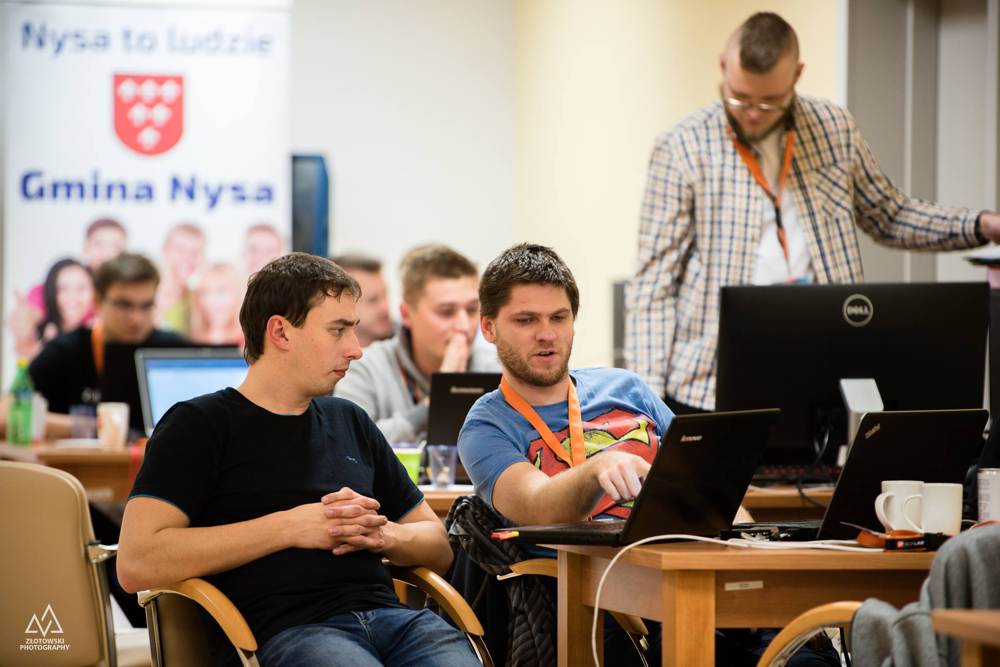 Nysa to ludzie
Gmina Nysa
DELL
lenovo
lenovo
ThinkPad
ZŁOTOWSKI
PHOTOGRAPHY